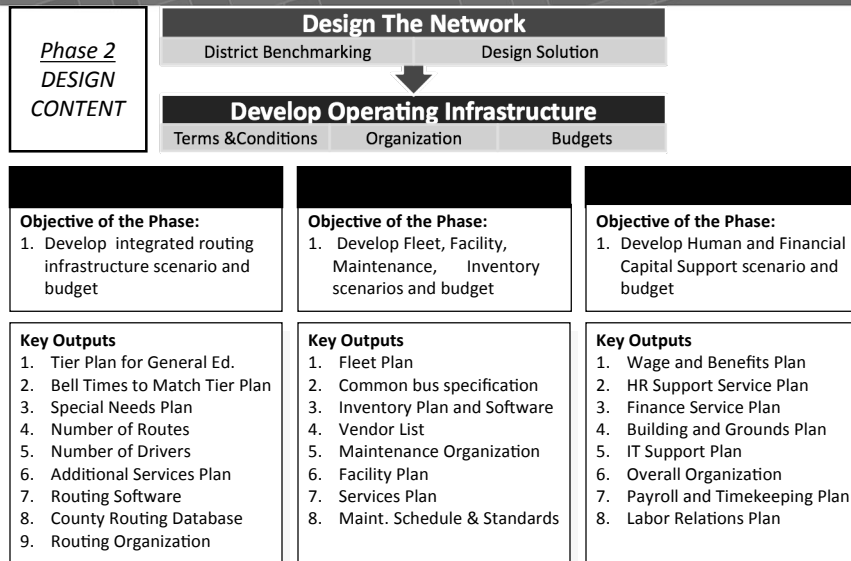 Phase 2
DESIGN
CONTENT
Design The Network
District Benchmarking Design Solution
Develop Operating Infrastructure
Terms &Conditions Organization Budgets
Objective of the Phase:
1. Develop integrated routing
infrastructure scenario and
budget
Key Outputs
1. Tier Plan for General Ed.
2. Bell Times to Match Tier Plan
3. Special Needs Plan
4. Number of Routes
5. Number of Drivers
6. Additional Services Plan
7. Routing Software
8. County Routing Database
9. Routing Organization
Objective of the Phase:
1. Develop Fleet, Facility,
Maintenance, Inventory
scenarios and budget
Key Outputs
1. Fleet Plan
2. Common bus specification
3. Inventory Plan and Software
4. Vendor List
5. Maintenance Organization
6. Facility Plan
7. Services Plan
8. Maint. Schedule & Standards
Objective of the Phase:
1. Develop Human and Financial
Capital Support scenario and
budget
Key Outputs
1. Wage and Benefits Plan
2. HR Support Service Plan
3. Finance Service Plan
4. Building and Grounds Plan
5. IT Support Plan
6. Overall Organization
7. Payroll and Timekeeping Plan
8. Labor Relations Plan